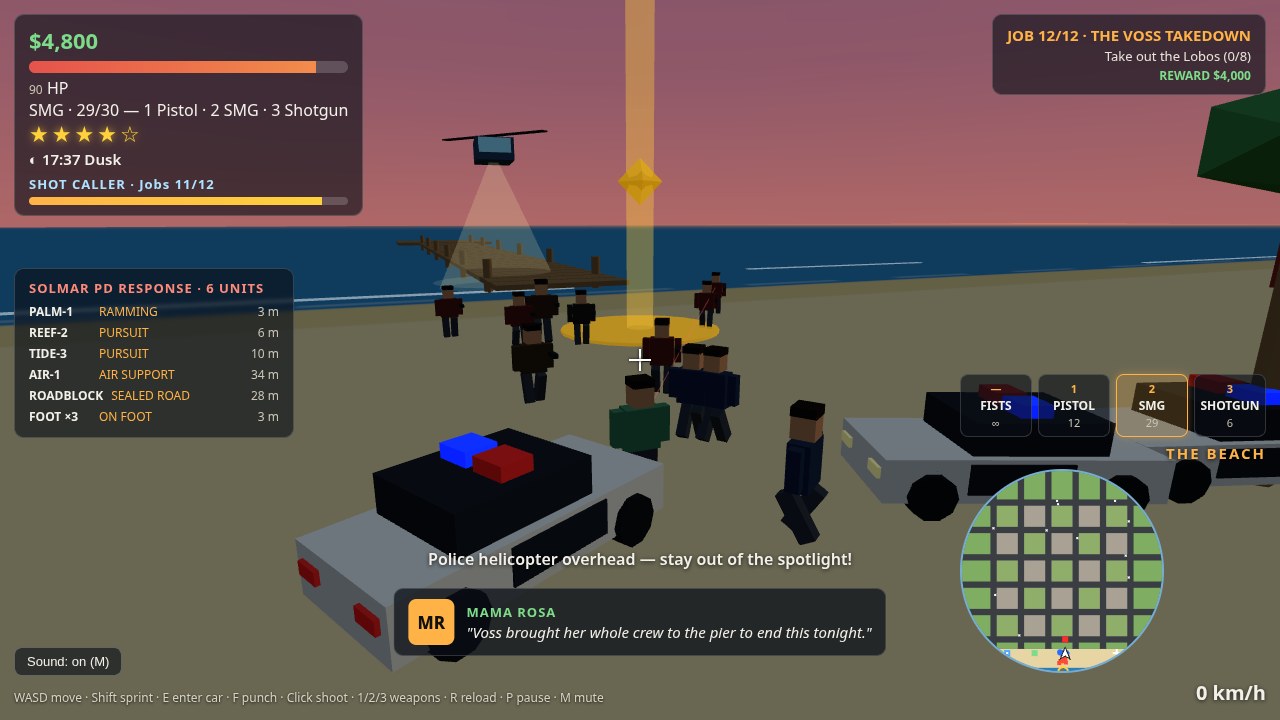 $4,800
90 HP
SMG · 29/30 — 1 Pistol · 2 SMG · 3 Shotgun
★★★★☆
17:37 Dusk
SHOT CALLER · Jobs 11/12
JOB 12/12 · THE VOSS TAKEDOWN
Take out the Lobos (0/8)
REWARD $4,000
SOLMAR PD RESPONSE · 6 UNITS
PALM-1 RAMMING 3 m
REEF-2 PURSUIT 6 m
TIDE-3 PURSUIT 10 m
AIR-1 AIR SUPPORT 34 m
ROADBLOCK SEALED ROAD 28 m
FOOT ×3 ON FOOT 3 m
— 1 2 3
FISTS PISTOL SMG SHOTGUN
∞ 12 29 6
THE BEACH
Police helicopter overhead — stay out of the spotlight!
MR
MAMA ROSA
"Voss brought her whole crew to the pier to end this tonight."
Sound: on (M)
WASD move · Shift sprint · E enter car · F punch · Click shoot · 1/2/3 weapons · R reload · P pause · M mute
0 km/h